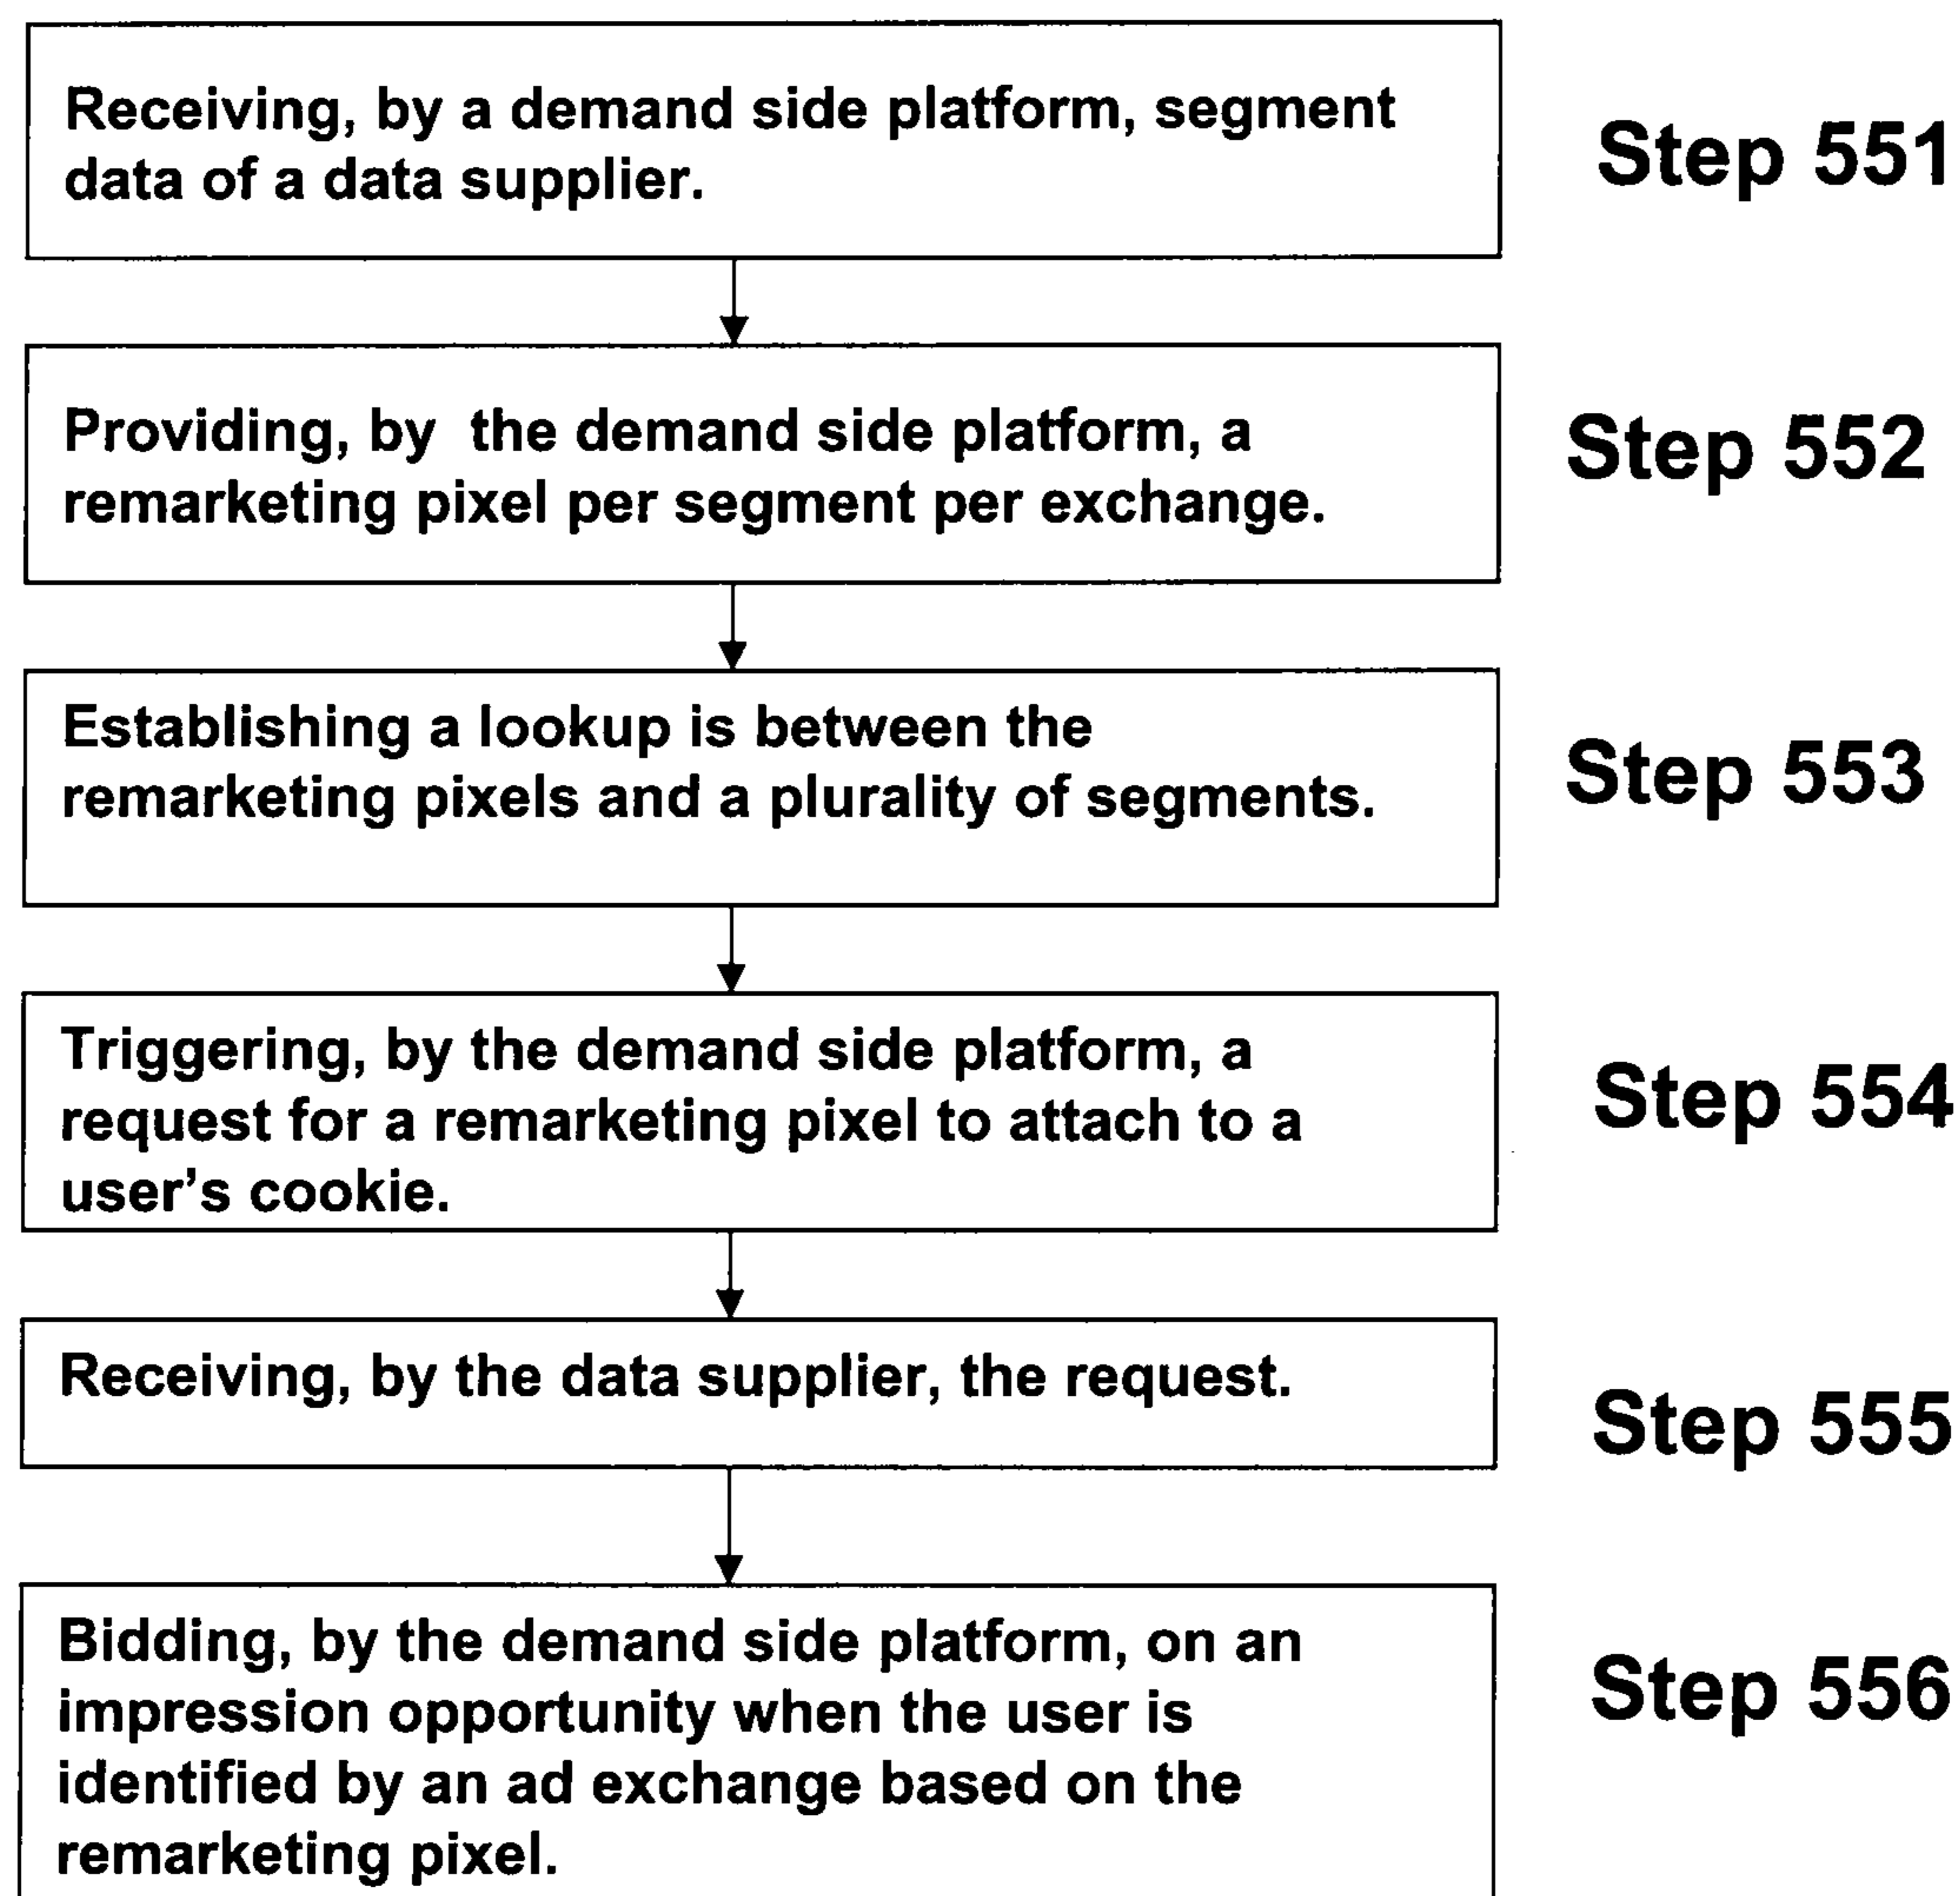 Receiving, by a demand side platform, segment
data of a data supplier.
Step 551
Providing, by the demand side platform, a
remarketing pixel per segment per exchange.
Step 552
Establishing a lookup is between the
remarketing pixels and a plurality of segments.
Step 553
Triggering, by the demand side platform, a
request for a remarketing pixel to attach to a
user's cookie.
Step 554
Receiving, by the data supplier, the request.
Step 555
Bidding, by the demand side platform, on an
impression opportunity when the user is
identified by an ad exchange based on the
remarketing pixel.
Step 556